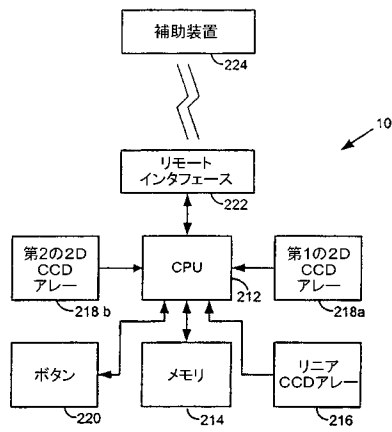 補助装置
224
10
リモート
インタフェース
222
第2の2D
CCD
アレー
218b
CPU
212
第1の2D
CCD
アレー
218a
ボタン
220
メモリ
214
リニア
CCDアレー
216